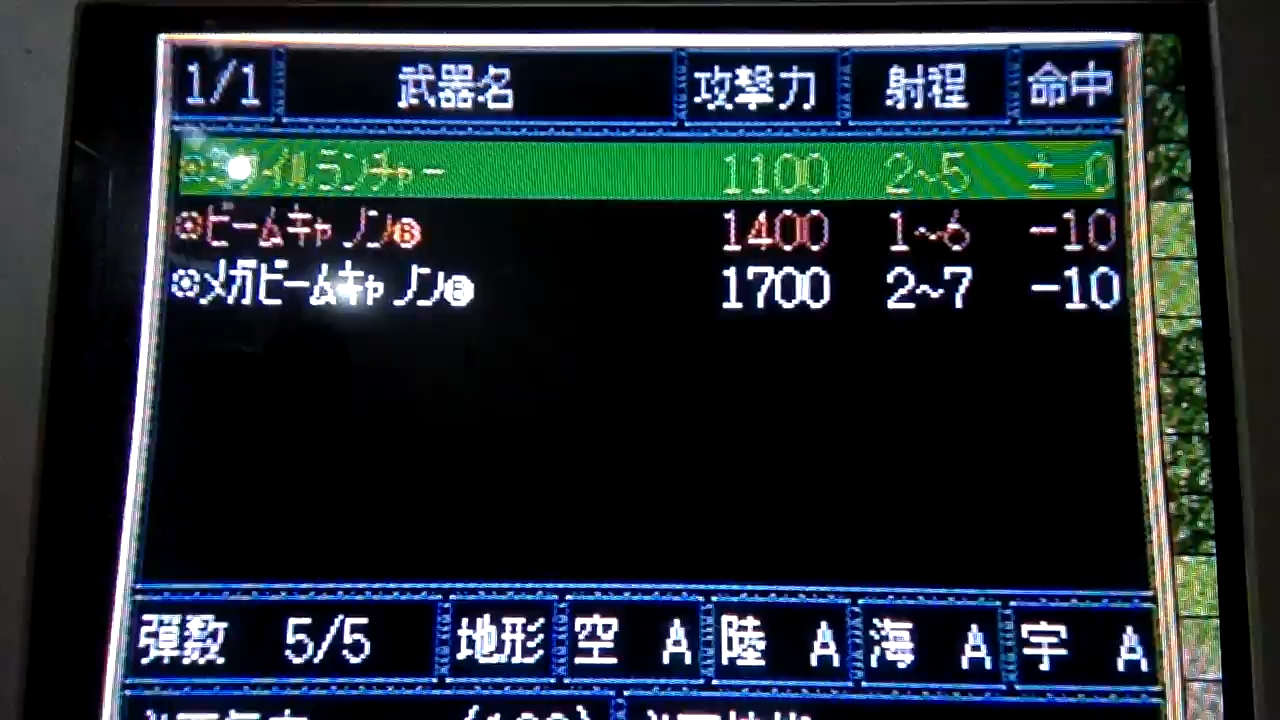 1/1 武器名 攻撃力 射程 命中
ミサイルランチャー 1100 2~5 ± 0
ビームキャノンⒷ 1400 1~6 -10
メガビームキャノンⒷ 1700 2~7 -10
弾数 5/5 地形 空 A 陸 A 海 A 宇 A